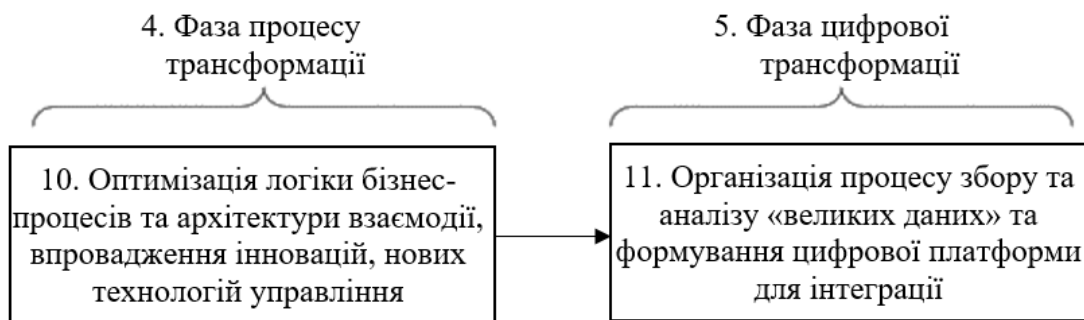 4. Фаза процесу
трансформації
5. Фаза цифрової
трансформації
10. Оптимізація логіки бізнес-
процесів та архітектури взаємодії,
впровадження інновацій, нових
технологій управління
11. Організація процесу збору та
аналізу «великих даних» та
формування цифрової платформи
для інтеграції